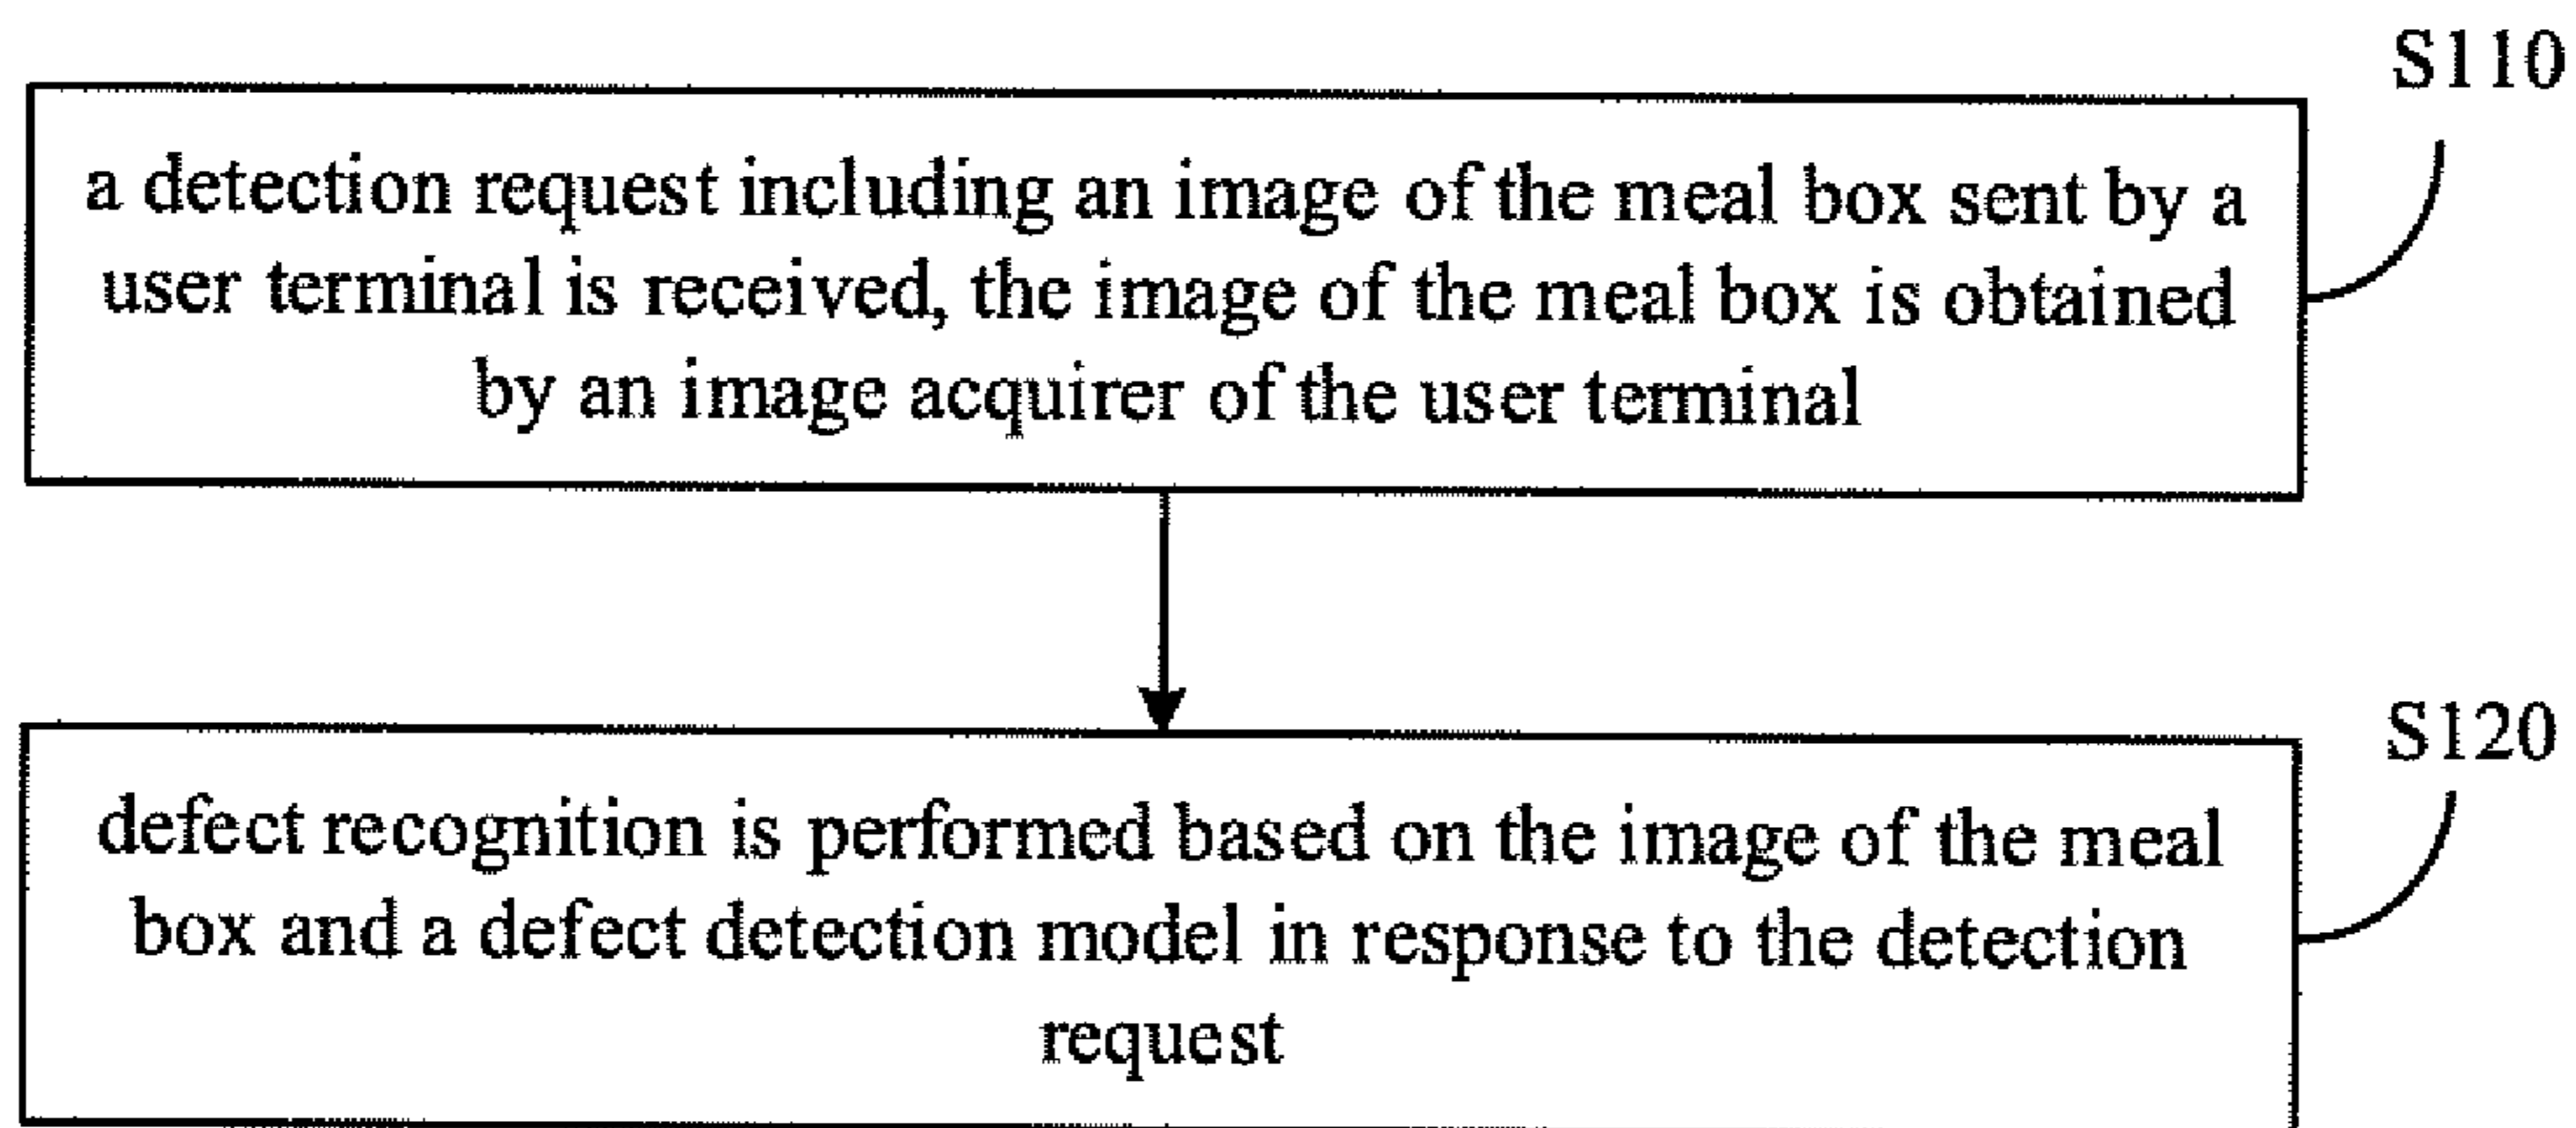 S110
a detection request including an image of the meal box sent by a
user terminal is received, the image of the meal box is obtained
by an image acquirer of the user terminal
S120
defect recognition is performed based on the image of the meal
box and a defect detection model in response to the detection
request